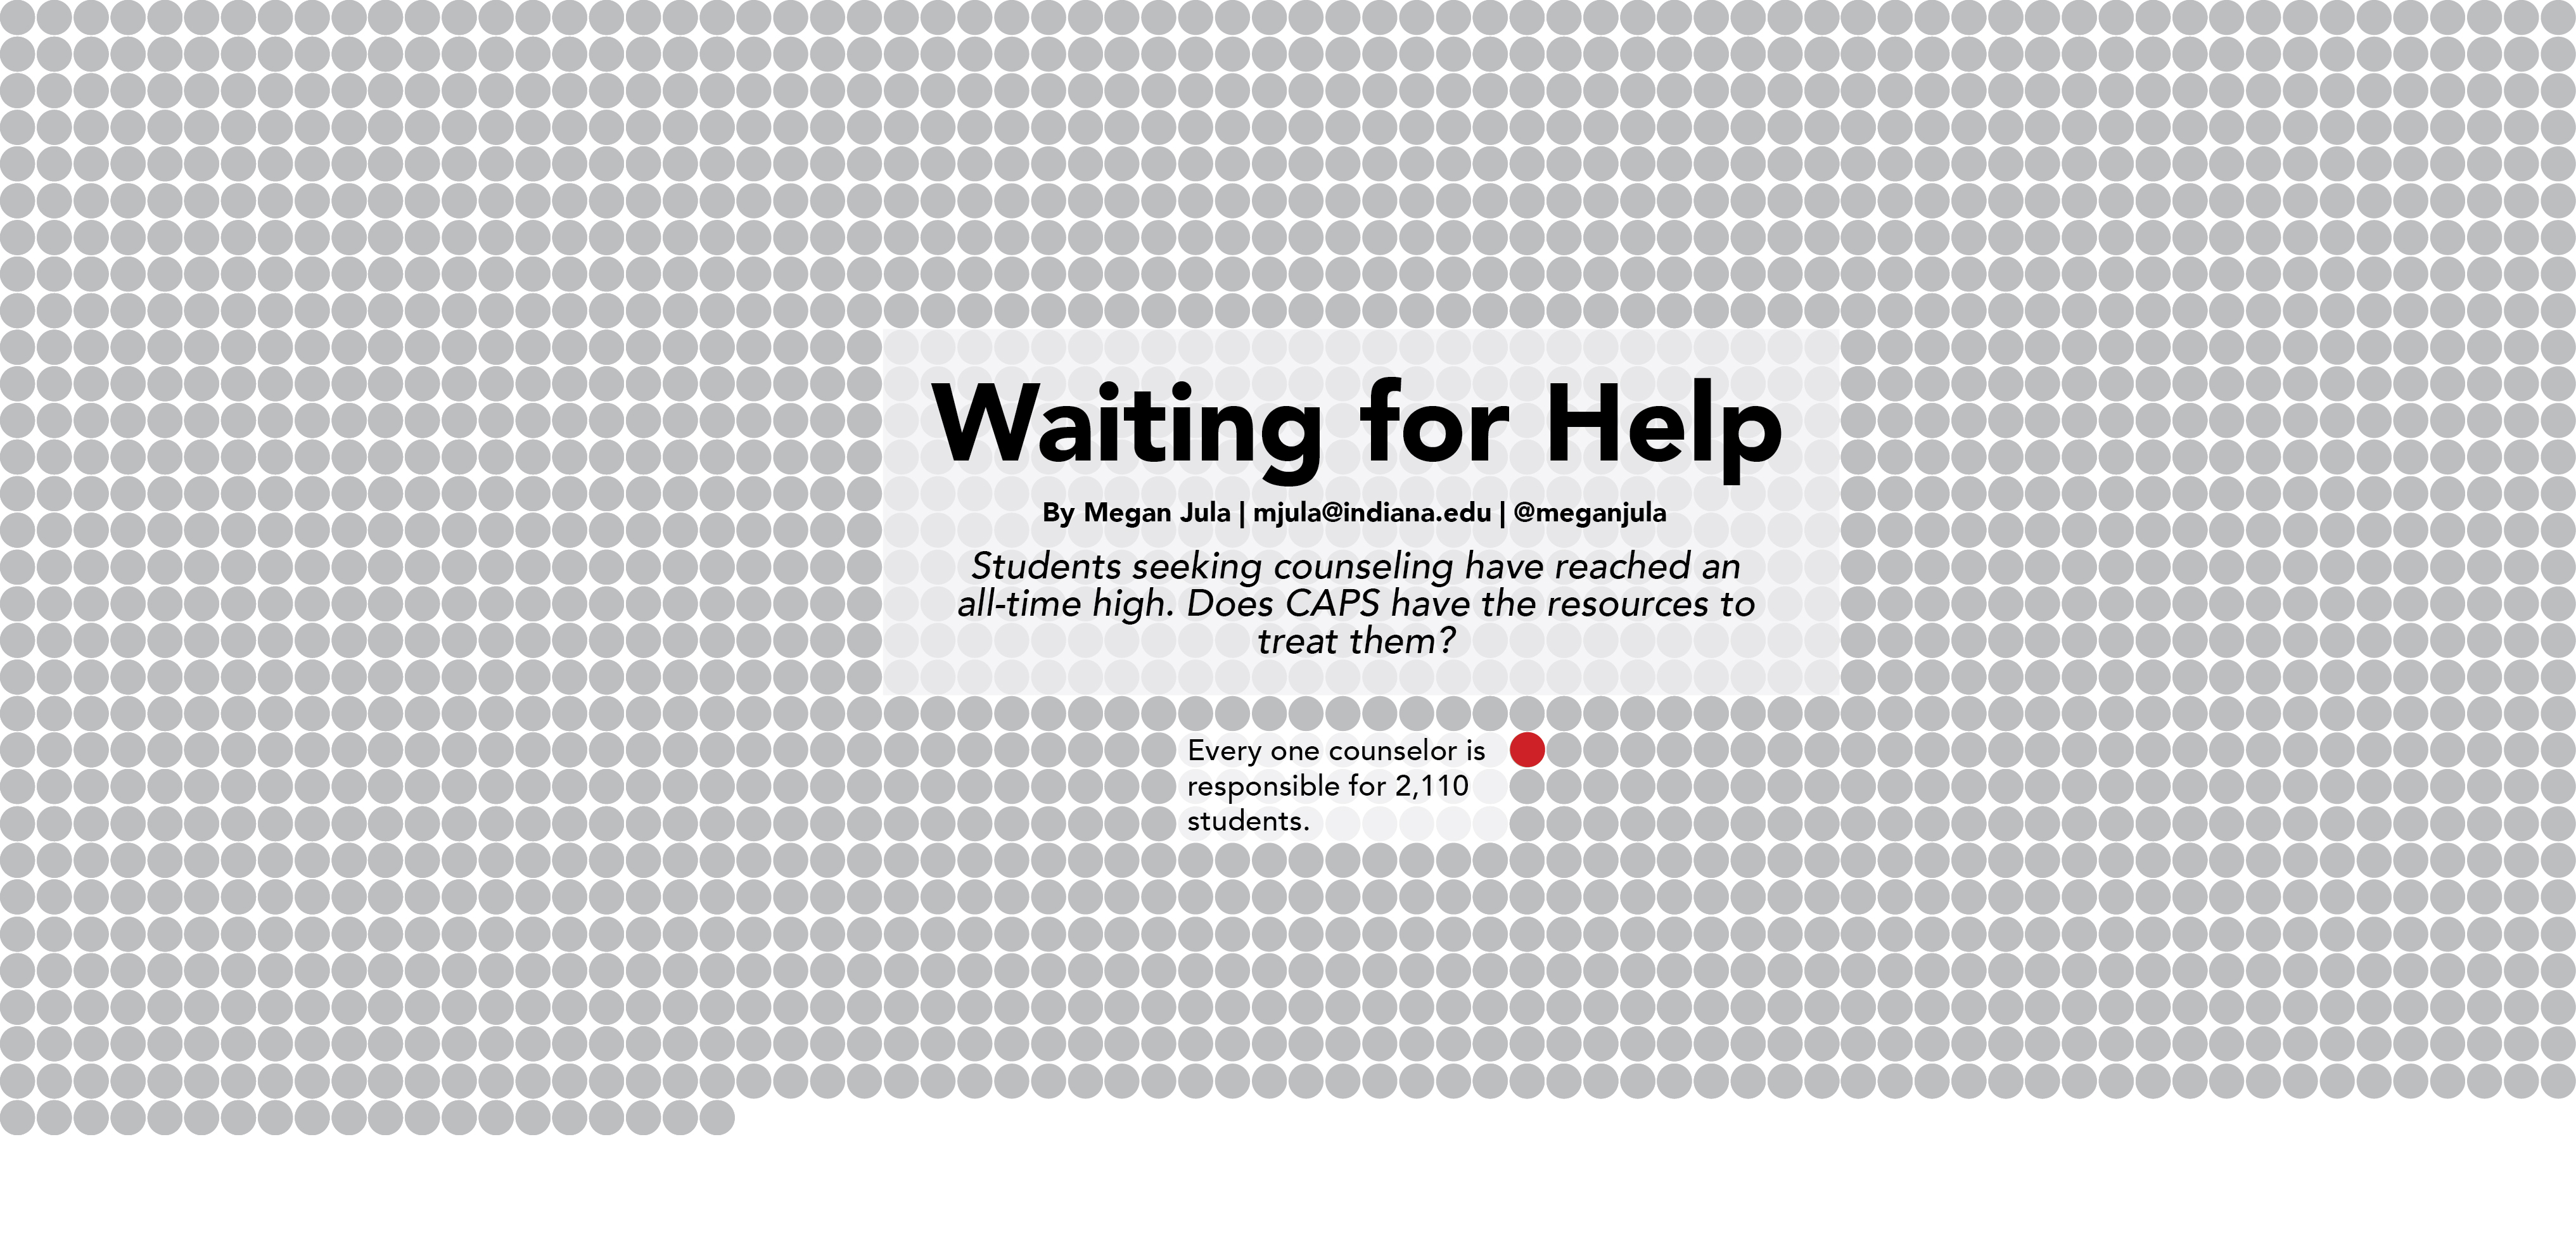 Waiting for Help
By Megan Jula | mjula@indiana.edu | @meganjula
Students seeking counseling have reached an
all-time high. Does CAPS have the resources to
treat them?
Every one counselor is
responsible for 2,110
students.